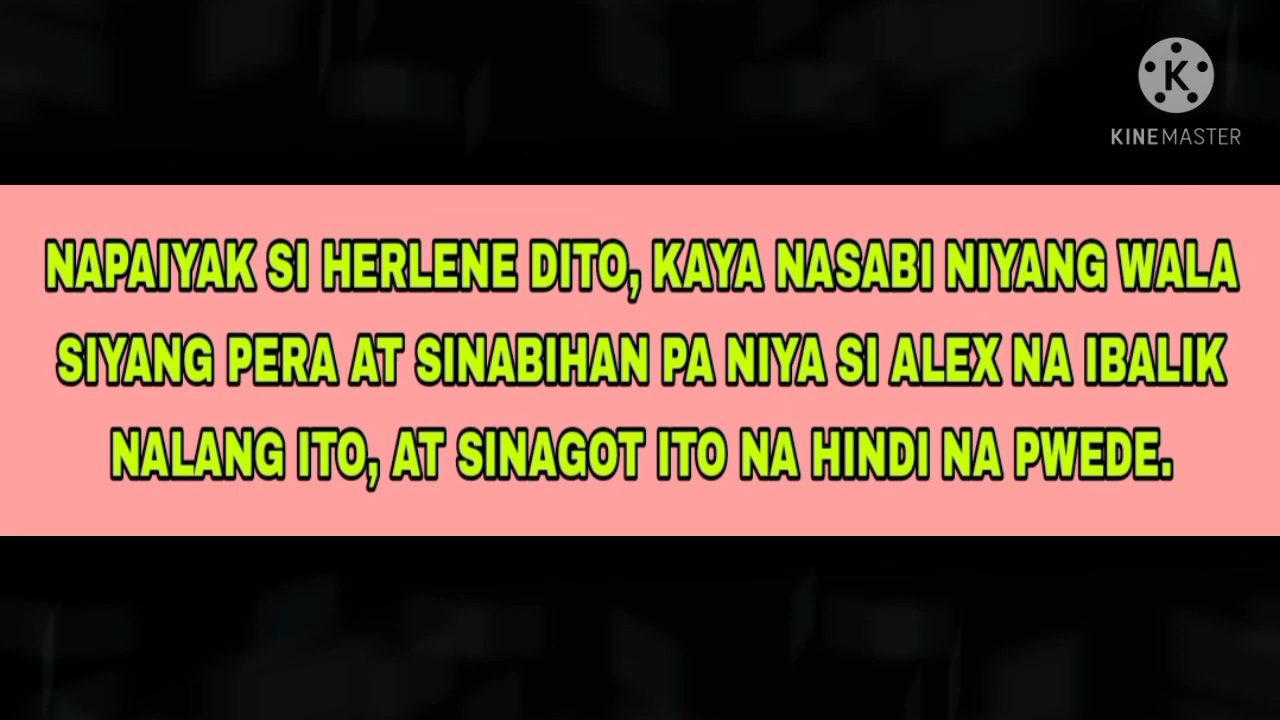 KINEMASTER
NAPAIYAK SI HERLENE DITO, KAYA NASABI NIYANG WALA
SIYANG PERA AT SINABIHAN PA NIYA SI ALEX NA IBALIK
NALANG ITO, AT SINAGOT ITO NA HINDI NA PWEDE.